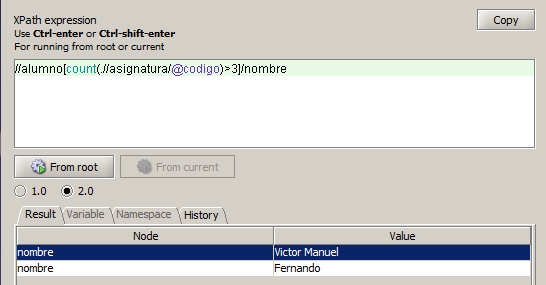 XPath expression
Copy
Use Ctrl-enter or Ctrl-shift-enter
For running from root or current
//alumno[count(.//asignatura/@codigo)>3]/nombre
From root
From current
1.0
2.0
Result
Variable
Namespace
History
Node
Value
nombre
Victor Manuel
nombre
Fernando